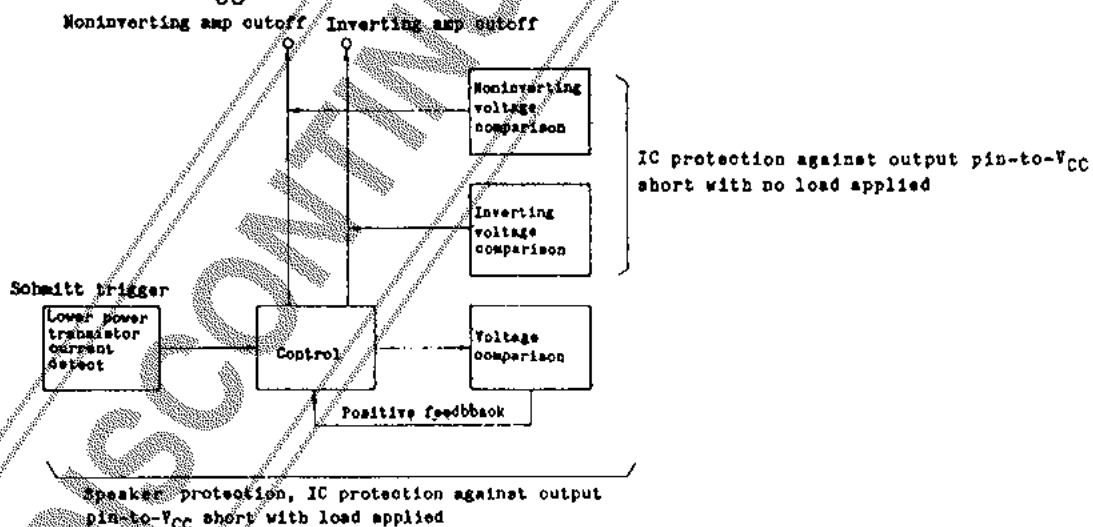 Noninverting amp cutoff
Inverting amp cutoff
Noninverting
voltage
comparison
IC protection against output pin-to-VCC
short with no load applied
Inverting
voltage
comparison
Schmitt trigger
Lower power
transistor
current
detect
Control
Voltage
comparison
Positive feedbback
Speaker protection, IC protection against output
pin-to-VCC short with load applied
DISCONTINU